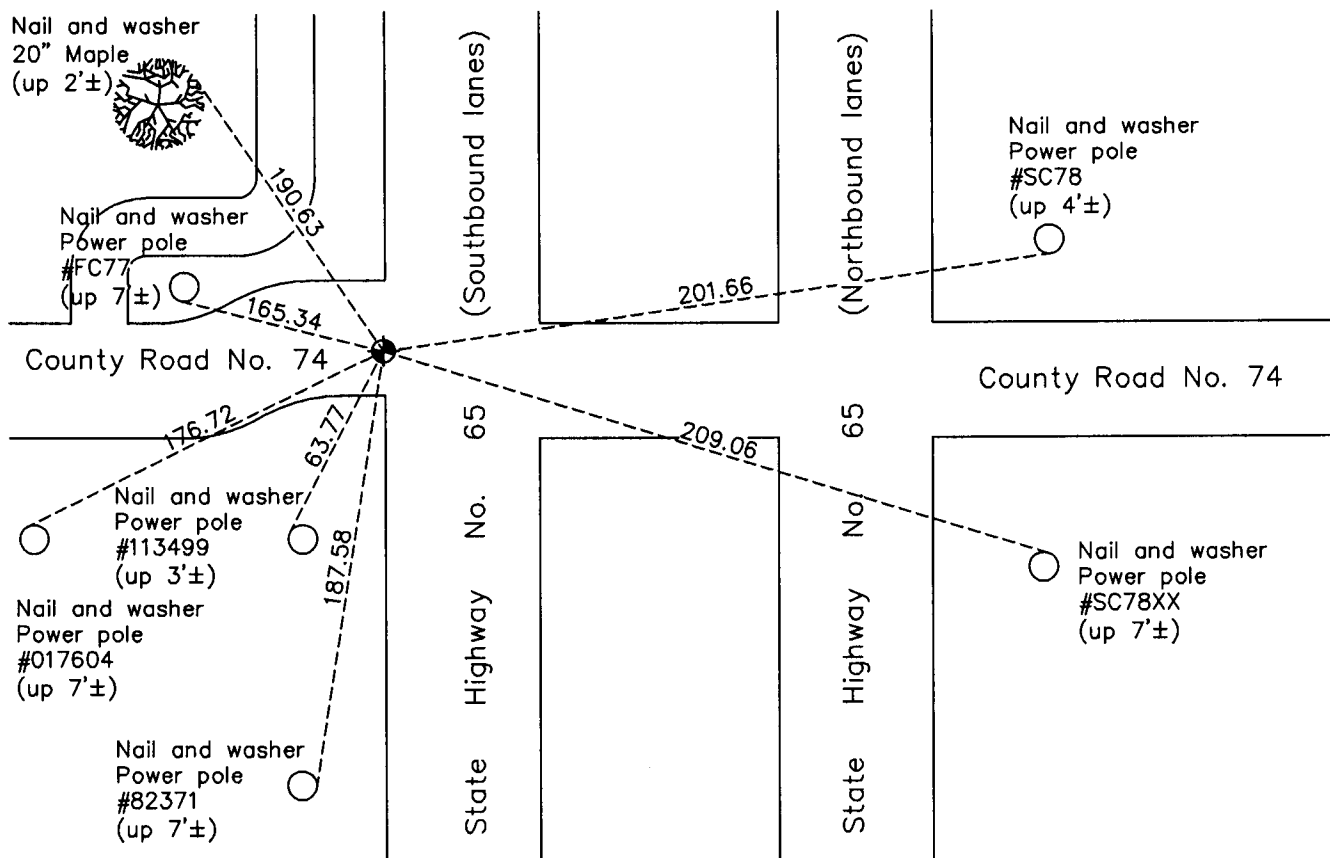 Nail and washer
20" Maple
(up 2'±)
190.63
(Southbound lanes)
(Northbound lanes)
Nail and washer
Power pole
#SC78
(up 4'±)
Nail and washer
Power pole
#FC77
(up 7'±)
165.34
201.66
County Road No. 74
County Road No. 74
176.72
63.77
209.06
187.58
Nail and washer
Power pole
#113499
(up 3'±)
Nail and washer
Power pole
#017604
(up 7'±)
Nail and washer
Power pole
#82371
(up 7'±)
State Highway No. 65
State Highway No. 65
Nail and washer
Power pole
#SC78XX
(up 7'±)